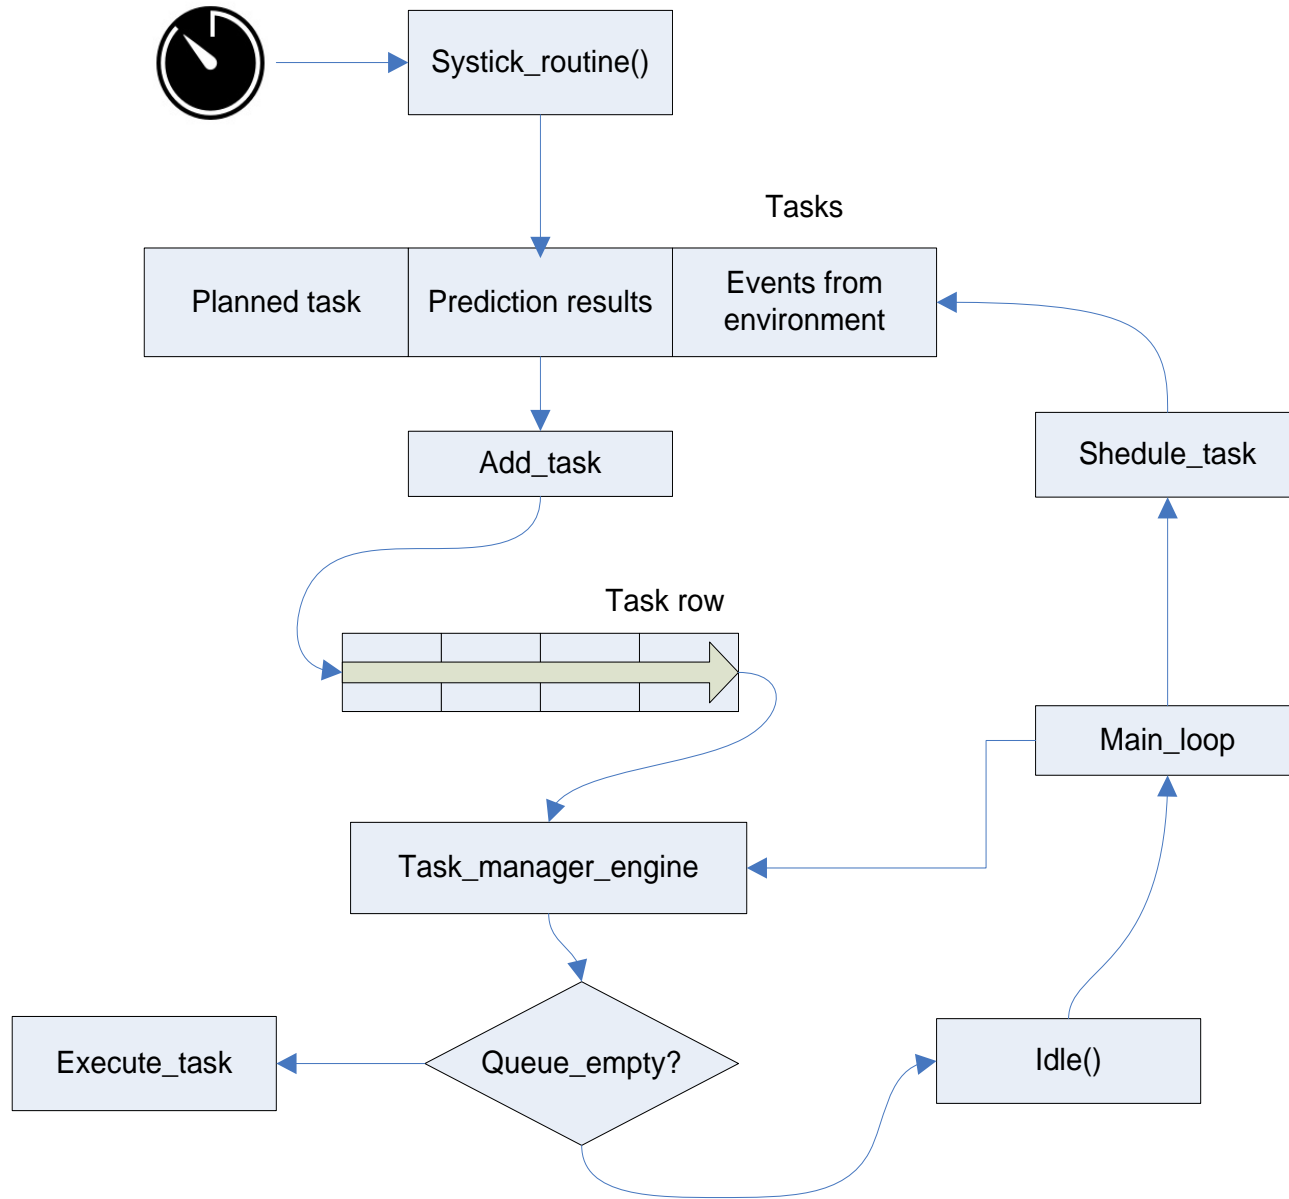 Systick_routine()
Tasks
Planned task
Prediction results
Events from
environment
Add_task
Shedule_task
Task row
Main_loop
Task_manager_engine
Execute_task
Queue_empty?
Idle()